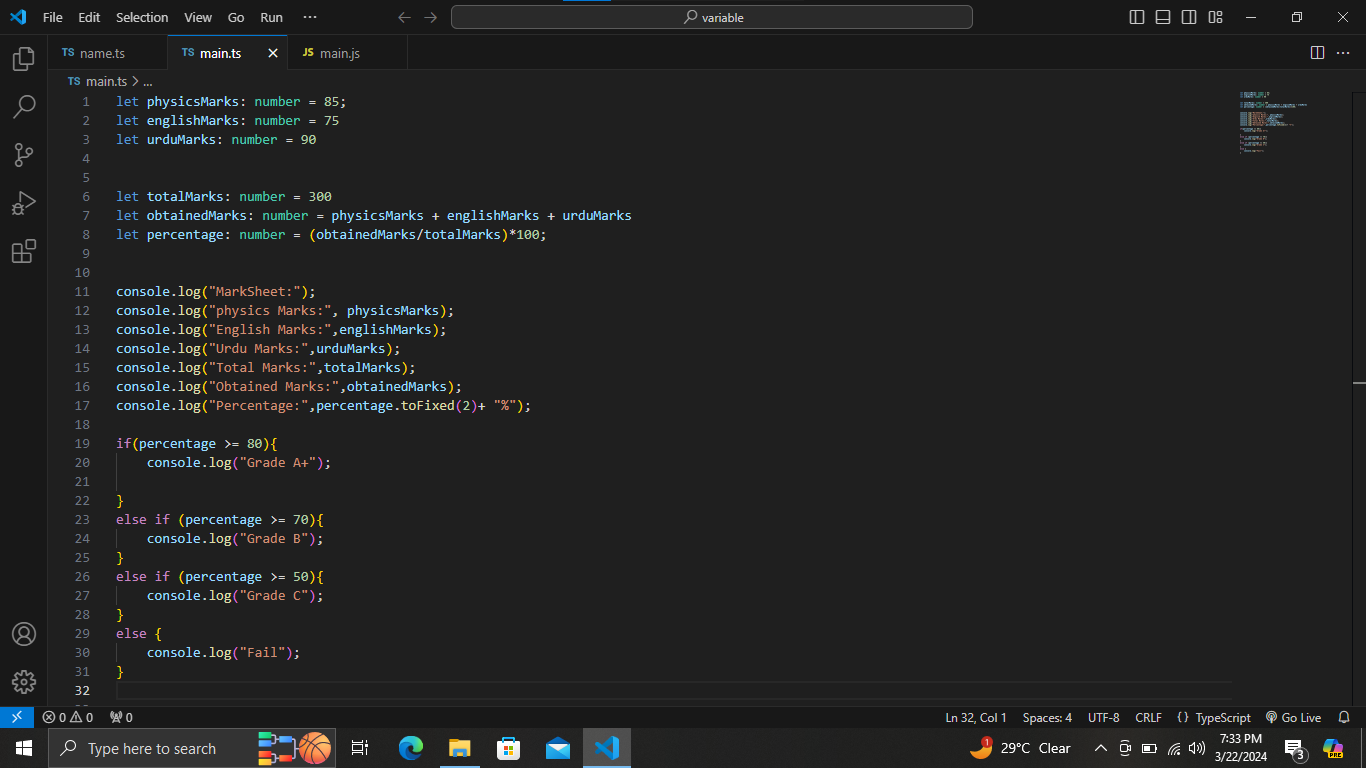 File Edit Selection View Go Run ···
variable
TS name.ts
TS main.ts
JS main.js
TS main.ts > ...
1 let physicsMarks: number = 85;
2 let englishMarks: number = 75
3 let urduMarks: number = 90
4
5
6 let totalMarks: number = 300
7 let obtainedMarks: number = physicsMarks + englishMarks + urduMarks
8 let percentage: number = (obtainedMarks/totalMarks)*100;
9
10
11 console.log("MarkSheet:");
12 console.log("physics Marks:", physicsMarks);
13 console.log("English Marks:",englishMarks);
14 console.log("Urdu Marks:",urduMarks);
15 console.log("Total Marks:",totalMarks);
16 console.log("Obtained Marks:",obtainedMarks);
17 console.log("Percentage:",percentage.toFixed(2)+ "%");
18
19 if(percentage >= 80){
20 console.log("Grade A+");
21
22 }
23 else if (percentage >= 70){
24 console.log("Grade B");
25 }
26 else if (percentage >= 50){
27 console.log("Grade C");
28 }
29 else {
30 console.log("Fail");
31 }
32
0 0 0 Ln 32, Col 1 Spaces: 4 UTF-8 CRLF {} TypeScript Go Live
Type here to search
1 29°C Clear
7:33 PM
3/22/2024
3
PRE